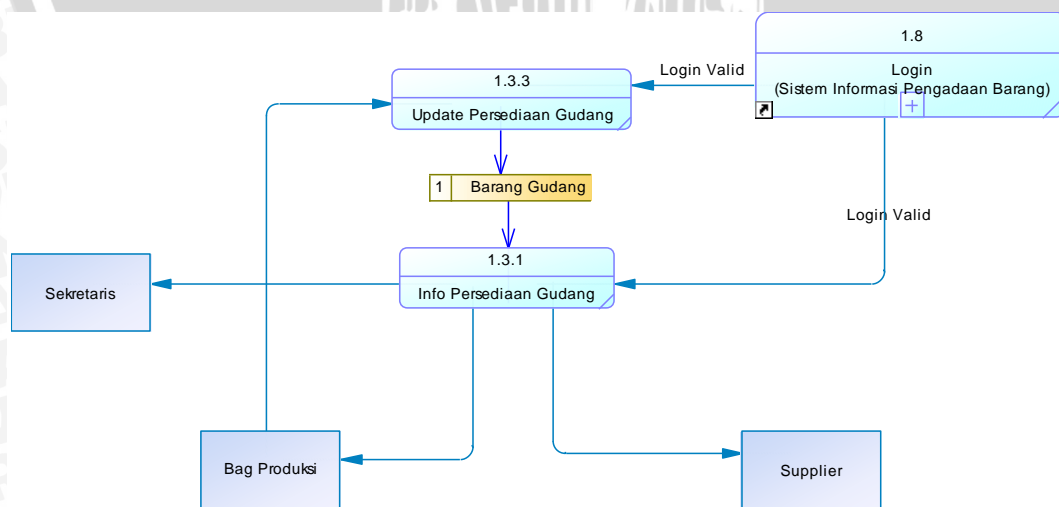 1.8
Login
(Sistem Informasi Pengadaan Barang)
Login Valid
1.3.3
Update Persediaan Gudang
1 Barang Gudang
Login Valid
1.3.1
Info Persediaan Gudang
Sekretaris
Bag Produksi
Supplier